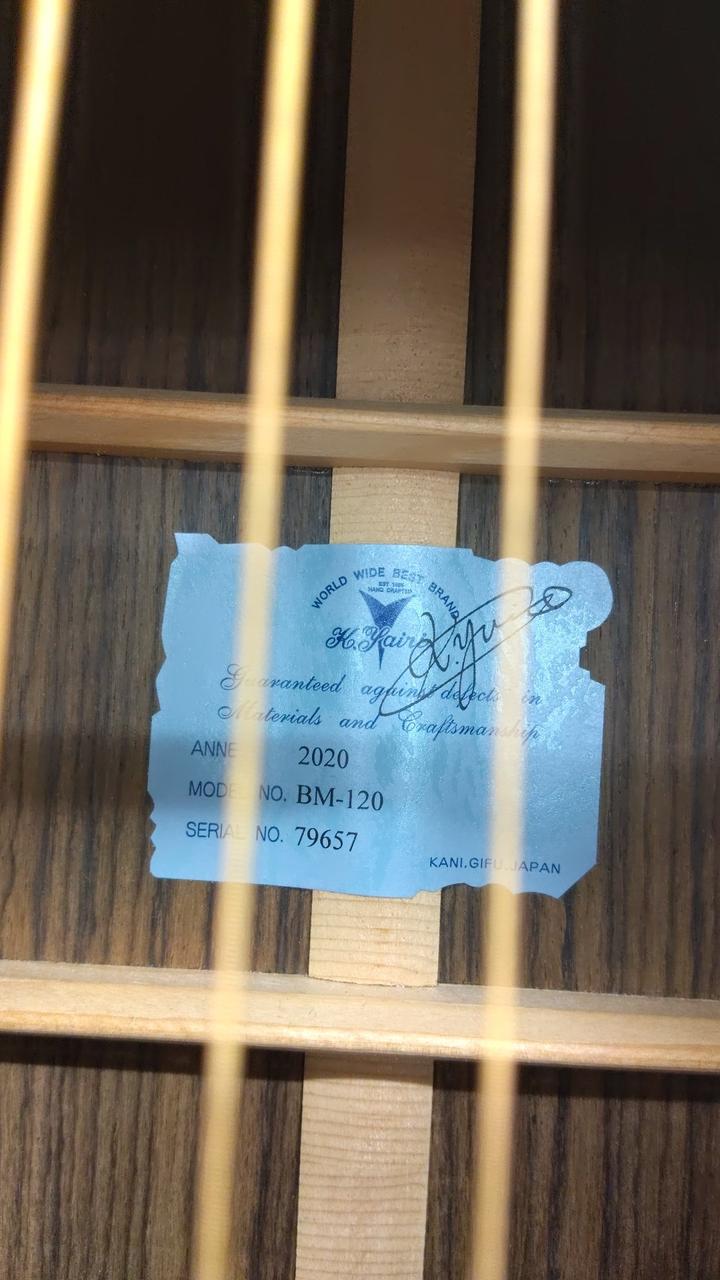 WORLD WIDE BEST BRAND
EST 1935
HAND CRAFTED
K.Yairi
K.Yairi
Guaranteed against defects in
Materials and Craftsmanship
ANNE 2020
MODEL NO. BM-120
SERIAL NO. 79657
KANI.GIFU.JAPAN